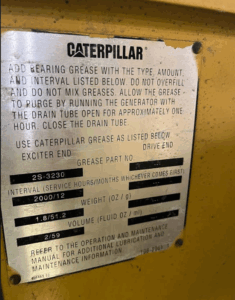 CATERPILLAR
ADD BEARING GREASE WITH THE TYPE, AMOUNT,
AND INTERVAL LISTED BELOW. DO NOT OVERFILL
AND DO NOT MIX GREASES. ALLOW THE GREASE
TO PURGE BY RUNNING THE GENERATOR WITH
THE DRAIN TUBE OPEN FOR APPROXIMATELY ONE
HOUR. CLOSE THE DRAIN TUBE.
USE CATERPILLAR GREASE AS LISTED BELOW.
EXCITER END DRIVE END
GREASE PART NO.
2S-3230
INTERVAL (SERVICE HOURS/MONTHS WHICHEVER COMES FIRST)
2000/12
WEIGHT (OZ / g)
1.8/51.2
VOLUME (FLUID OZ / ml)
2/59
REFER TO THE OPERATION AND MAINTENANCE
MANUAL FOR ADDITIONAL LUBRICATION AND
MAINTENANCE INFORMATION.